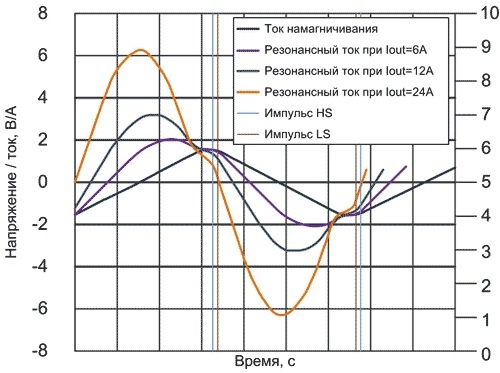 Ток намагничивания
Резонансный ток при Iout=6A
Резонансный ток при Iout=12A
Резонансный ток при Iout=24A
Импульс HS
Импульс LS
Напряжение / ток, В/А
8
6
4
2
0
-2
-4
-6
-8
10
9
8
7
6
5
4
3
2
1
0
Время, с